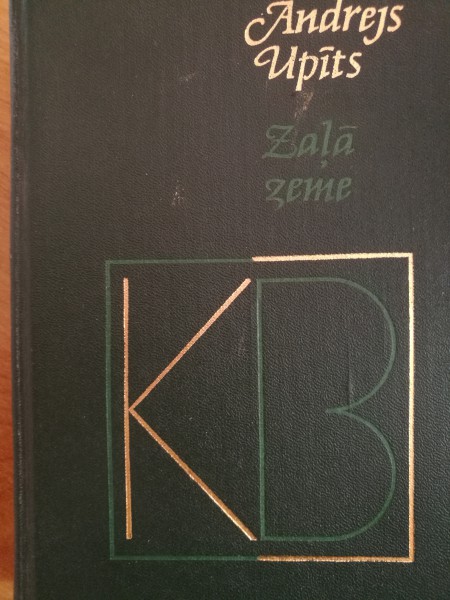 Andrejs
Upīts
Zaļā
zeme
KB